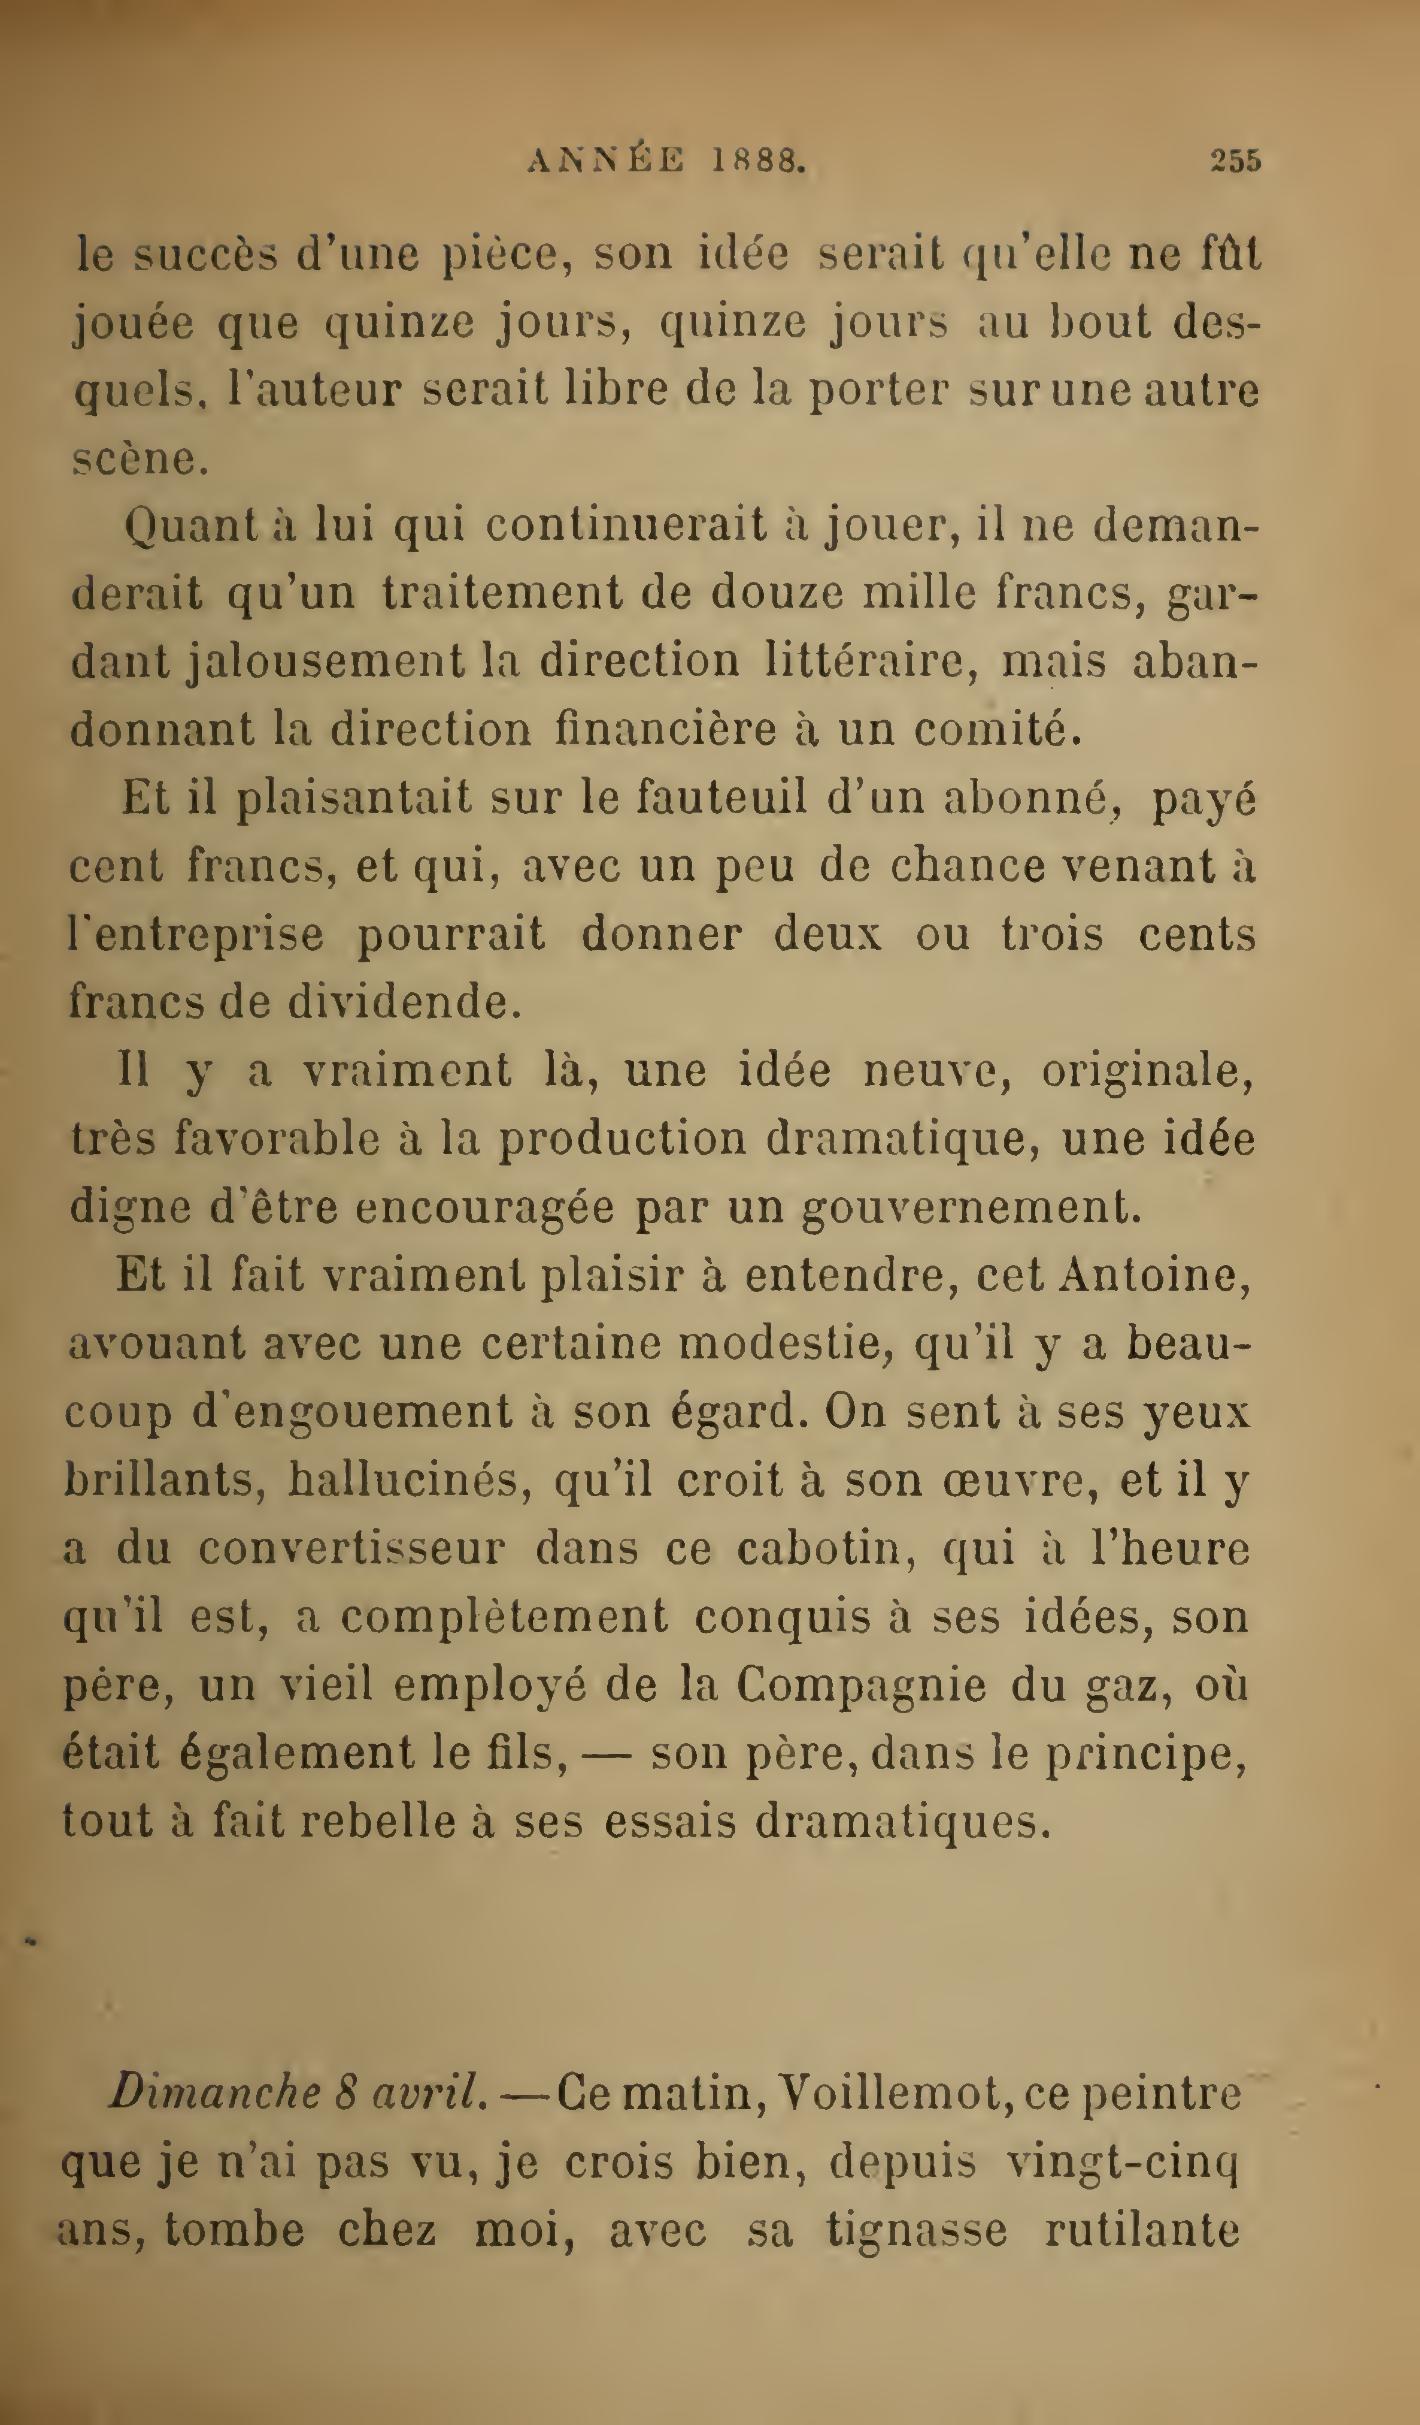 ANNÉE 1888. 255
le succès d'une pièce, son idée serait qu'elle ne fût
jouée que quinze jours, quinze jours au bout des-
quels, l'auteur serait libre de la porter sur une autre
scène.
Quant à lui qui continuerait à jouer, il ne deman-
derait qu'un traitement de douze mille francs, gar-
dant jalousement la direction littéraire, mais aban-
donnant la direction financière à un comité.
Et il plaisantait sur le fauteuil d'un abonné, payé
cent francs, et qui, avec un peu de chance venant à
l'entreprise pourrait donner deux ou trois cents
francs de dividende.
Il y a vraiment là, une idée neuve, originale,
très favorable à la production dramatique, une idée
digne d'être encouragée par un gouvernement.
Et il fait vraiment plaisir à entendre, cet Antoine,
avouant avec une certaine modestie, qu'il y a beau-
coup d'engouement à son égard. On sent à ses yeux
brillants, hallucinés, qu'il croit à son œuvre, et il y
a du convertisseur dans ce cabotin, qui à l'heure
qu'il est, a complètement conquis à ses idées, son
père, un vieil employé de la Compagnie du gaz, où
était également le fils, — son père, dans le principe,
tout à fait rebelle à ses essais dramatiques.
Dimanche 8 avril. — Ce matin, Voillemot, ce peintre
que je n'ai pas vu, je crois bien, depuis vingt-cinq
ans, tombe chez moi, avec sa tignasse rutilante